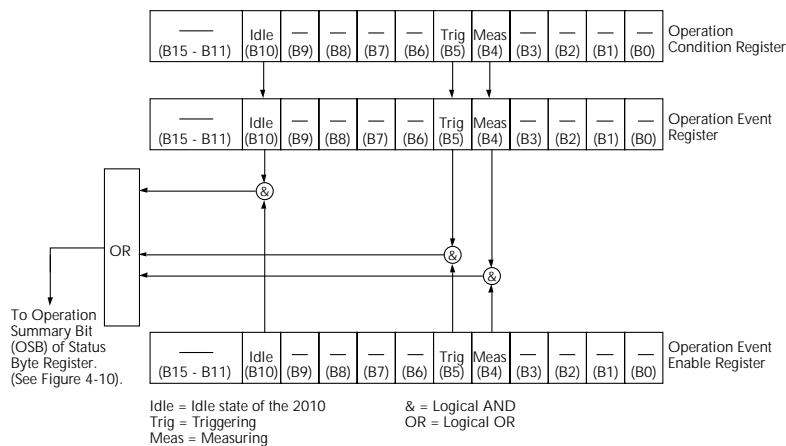 Idle Trig Meas
(B15 - B11) (B10) (B9) (B8) (B7) (B6) (B5) (B4) (B3) (B2) (B1) (B0)
Operation
Condition Register
Idle Trig Meas
(B15 - B11) (B10) (B9) (B8) (B7) (B6) (B5) (B4) (B3) (B2) (B1) (B0)
Operation Event
Register
&
OR
&
&
To Operation
Summary Bit
(OSB) of Status
Byte Register.
(See Figure 4-10).
Idle Trig Meas
(B15 - B11) (B10) (B9) (B8) (B7) (B6) (B5) (B4) (B3) (B2) (B1) (B0)
Operation Event
Enable Register
Idle = Idle state of the 2010
Trig = Triggering
Meas = Measuring
& = Logical AND
OR = Logical OR